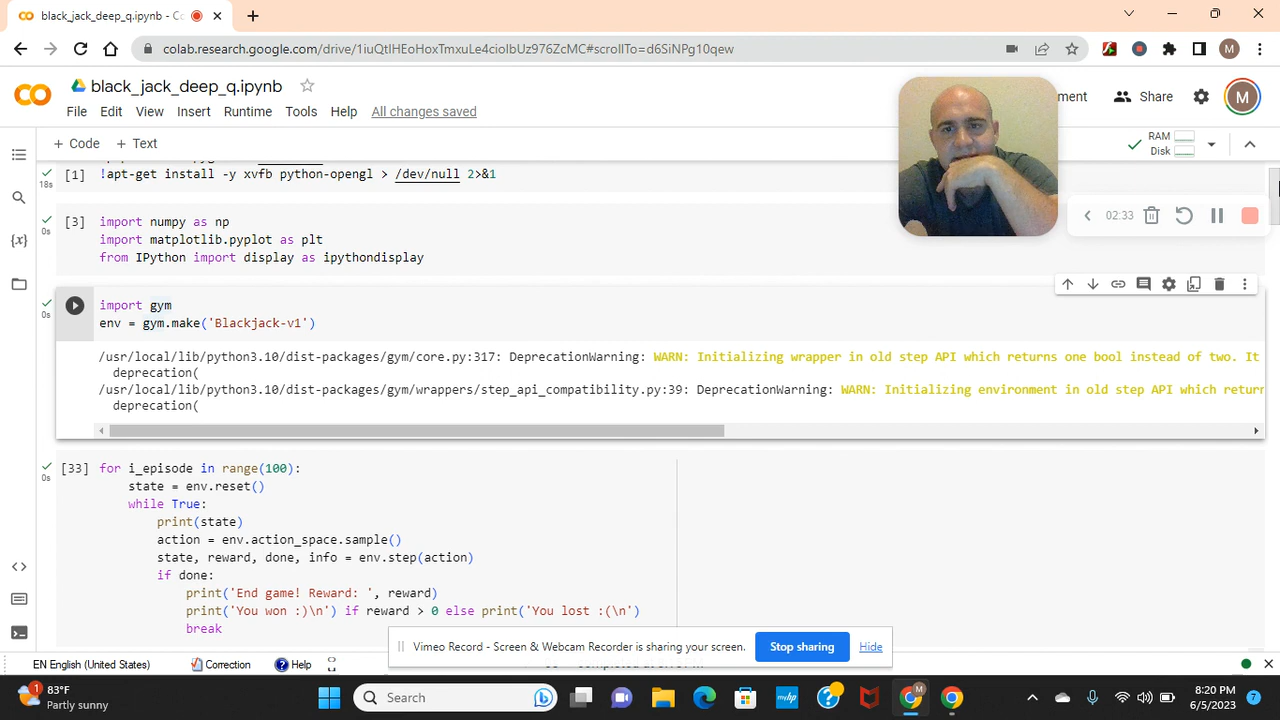 black_jack_deep_q.ipynb - Co
colab.research.google.com/drive/1iuQtIHEoHoxTmxuLe4cioIbUz976ZcMC#scrollTo=d6SiNPg10qew
M
black_jack_deep_q.ipynb
ment
Share
M
File Edit View Insert Runtime Tools Help All changes saved
+ Code + Text
RAM
Disk
[1] !apt-get install -y xvfb python-opengl > /dev/null 2>&1
18s
02:33
[3] import numpy as np
0s
import matplotlib.pyplot as plt
from IPython import display as ipythondisplay
import gym
0s
env = gym.make('Blackjack-v1')
/usr/local/lib/python3.10/dist-packages/gym/core.py:317: DeprecationWarning: WARN: Initializing wrapper in old step API which returns one bool instead of two. It
deprecation(
/usr/local/lib/python3.10/dist-packages/gym/wrappers/step_api_compatibility.py:39: DeprecationWarning: WARN: Initializing environment in old step API which return
deprecation(
[33] for i_episode in range(100):
0s
state = env.reset()
while True:
print(state)
action = env.action_space.sample()
state, reward, done, info = env.step(action)
if done:
print('End game! Reward: ', reward)
print('You won :)\n') if reward > 0 else print('You lost :(\n')
break
Vimeo Record - Screen & Webcam Recorder is sharing your screen.
Stop sharing
Hide
EN English (United States)
Correction
Help
1
83°F
Partly sunny
Search
8:20 PM
6/5/2023
7